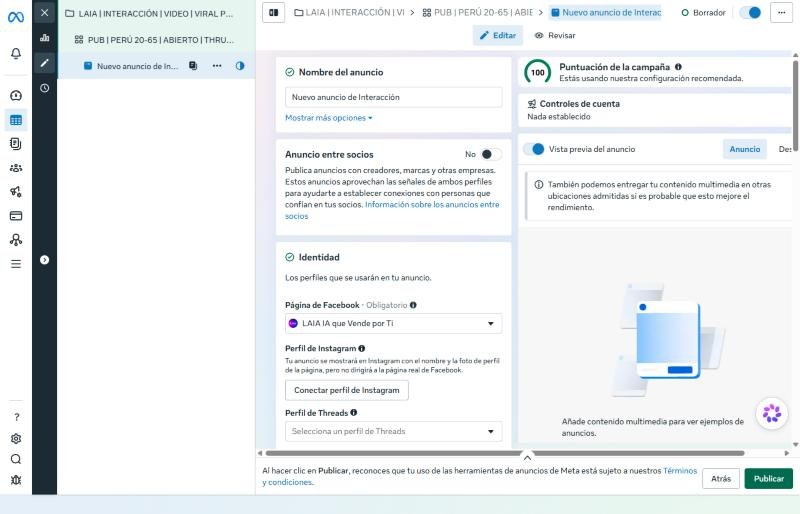 LAIA | INTERACCIÓN | VIDEO | VIRAL P...
PUB | PERÚ 20-65 | ABIERTO | THRU...
Nuevo anuncio de In...
LAIA | INTERACCIÓN | VI
PUB | PERÚ 20-65 | ABIE
Nuevo anuncio de Interac
Borrador
Editar
Revisar
Nombre del anuncio
Nuevo anuncio de Interacción
Mostrar más opciones
Anuncio entre socios
No
Publica anuncios con creadores, marcas y otras empresas.
Estos anuncios aprovechan las señales de ambos perfiles
para ayudarte a establecer conexiones con personas que
confían en tus socios. Información sobre los anuncios entre
socios
Identidad
Los perfiles que se usarán en tu anuncio.
Página de Facebook · Obligatorio
LAIA IA que Vende por Ti
Perfil de Instagram
Tu anuncio se mostrará en Instagram con el nombre y la foto de perfil
de la página, pero no dirigirá a la página real de Facebook.
Conectar perfil de Instagram
Perfil de Threads
Selecciona un perfil de Threads
100
Puntuación de la campaña
Estás usando nuestra configuración recomendada.
Controles de cuenta
Nada establecido
Vista previa del anuncio
Anuncio
Des
También podemos entregar tu contenido multimedia en otras
ubicaciones admitidas si es probable que esto mejore el
rendimiento.
Añade contenido multimedia para ver ejemplos de
anuncios.
Al hacer clic en Publicar, reconoces que tu uso de las herramientas de anuncios de Meta está sujeto a nuestros Términos
y condiciones.
Atrás
Publicar